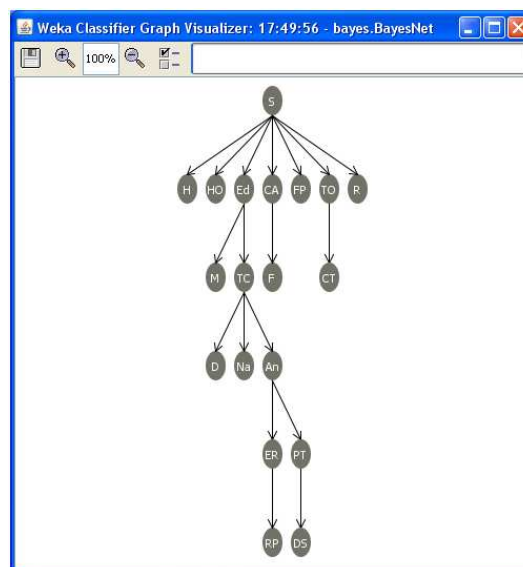 Weka Classifier Graph Visualizer: 17:49:56 - bayes.BayesNet
100%
S
H HO Ed CA FP TO R
M TC F CT
D Na An
ER PT
RP DS